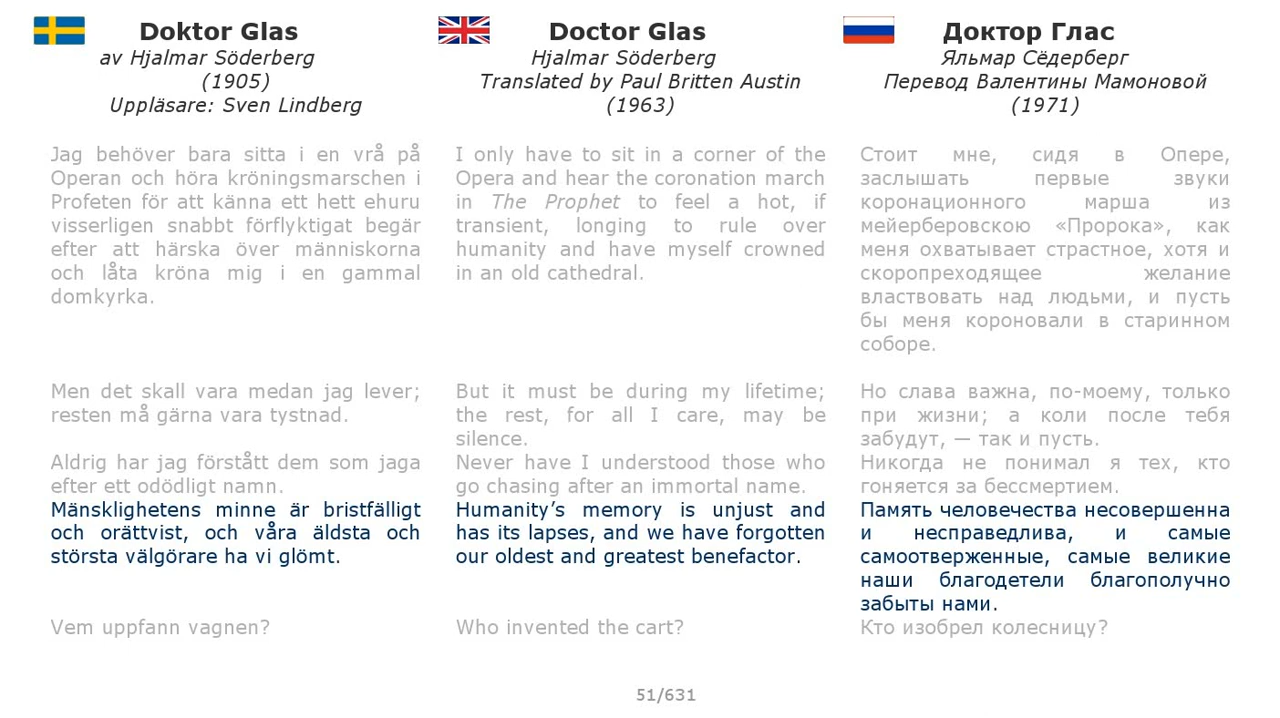 Doktor Glas
av Hjalmar Söderberg
(1905)
Uppläsare: Sven Lindberg
Jag behöver bara sitta i en vrå på
Operan och höra kröningsmarschen i
Profeten för att känna ett hett ehuru
visserligen snabbt förflyktigat begär
efter att härska över människorna
och låta kröna mig i en gammal
domkyrka.
Men det skall vara medan jag lever;
resten må gärna vara tystnad.
Aldrig har jag förstått dem som jaga
efter ett odödligt namn.
Mänsklighetens minne är bristfälligt
och orättvist, och våra äldsta och
största välgörare ha vi glömt.
Vem uppfann vagnen?
Doctor Glas
Hjalmar Söderberg
Translated by Paul Britten Austin
(1963)
I only have to sit in a corner of the
Opera and hear the coronation march
in The Prophet to feel a hot, if
transient, longing to rule over
humanity and have myself crowned
in an old cathedral.
But it must be during my lifetime;
the rest, for all I care, may be
silence.
Never have I understood those who
go chasing after an immortal name.
Humanity’s memory is unjust and
has its lapses, and we have forgotten
our oldest and greatest benefactor.
Who invented the cart?
Доктор Глас
Яльмар Сёдерберг
Перевод Валентины Мамоновой
(1971)
Стоит мне, сидя в Опере,
заслышать первые звуки
коронационного марша из
мейерберовскою «Пророка», как
меня охватывает страстное, хотя и
скоропреходящее желание
властвовать над людьми, и пусть
бы меня короновали в старинном
соборе.
Но слава важна, по-моему, только
при жизни; а коли после тебя
забудут, — так и пусть.
Никогда не понимал я тех, кто
гоняется за бессмертием.
Память человечества несовершенна
и несправедлива, и самые
самоотверженные, самые великие
наши благодетели благополучно
забыты нами.
Кто изобрел колесницу?
51/631